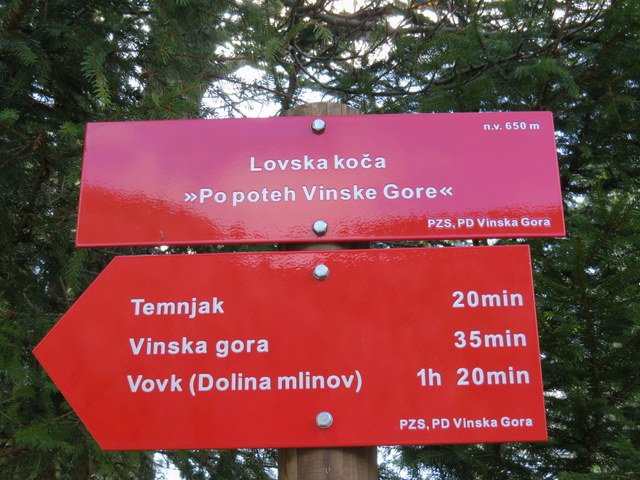 n.v. 650 m
Lovska koča
»Po poteh Vinske Gore«
PZS, PD Vinska Gora
Temnjak 20min
Vinska gora 35min
Vovk (Dolina mlinov) 1h 20min
PZS, PD Vinska Gora